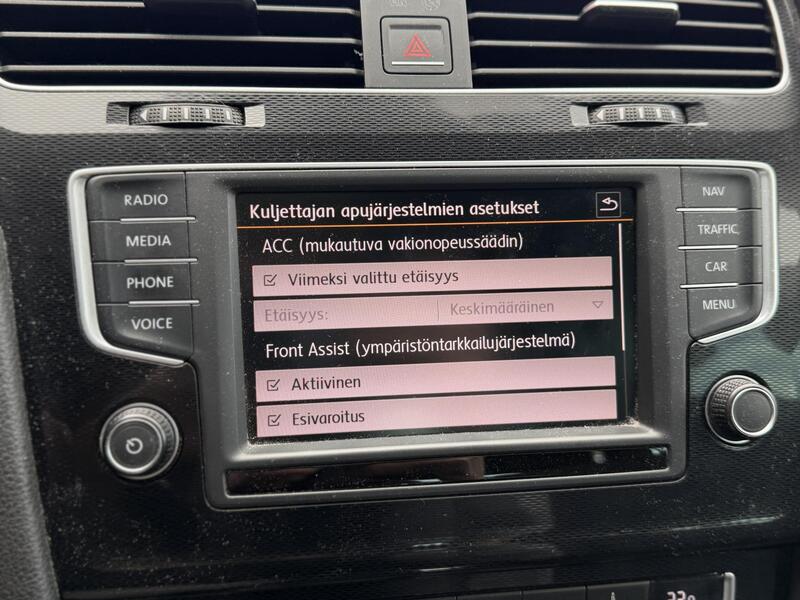 RADIO
MEDIA
PHONE
VOICE
Kuljettajan apujärjestelmien asetukset
ACC (mukautuva vakionopeussäädin)
Viimeksi valittu etäisyys
Etäisyys: Keskimääräinen
Front Assist (ympäristöntarkkailujärjestelmä)
Aktiivinen
Esivaroitus
NAV
TRAFFIC
CAR
MENU